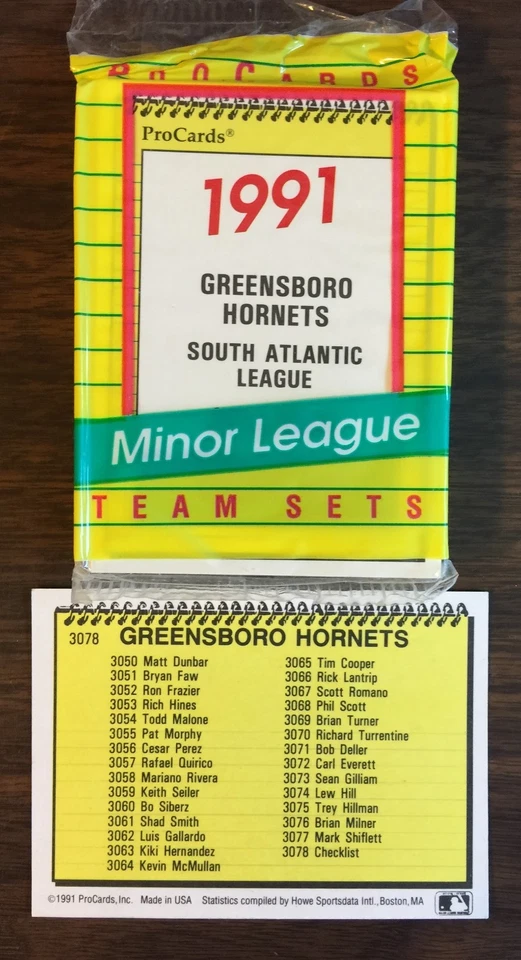 PROCARDS
ProCards®
1991
GREENSBORO
HORNETS
SOUTH ATLANTIC
LEAGUE
Minor League
TEAM SETS
3078 GREENSBORO HORNETS
3050 Matt Dunbar
3051 Bryan Faw
3052 Ron Frazier
3053 Rich Hines
3054 Todd Malone
3055 Pat Morphy
3056 Cesar Perez
3057 Rafael Quirico
3058 Mariano Rivera
3059 Keith Seiler
3060 Bo Siberz
3061 Shad Smith
3062 Luis Gallardo
3063 Kiki Hernandez
3064 Kevin McMullan
3065 Tim Cooper
3066 Rick Lantrip
3067 Scott Romano
3068 Phil Scott
3069 Brian Turner
3070 Richard Turrentine
3071 Bob Deller
3072 Carl Everett
3073 Sean Gilliam
3074 Lew Hill
3075 Trey Hillman
3076 Brian Milner
3077 Mark Shiflett
3078 Checklist
©1991 ProCards, Inc. Made in USA Statistics compiled by Howe Sportsdata Intl., Boston, MA